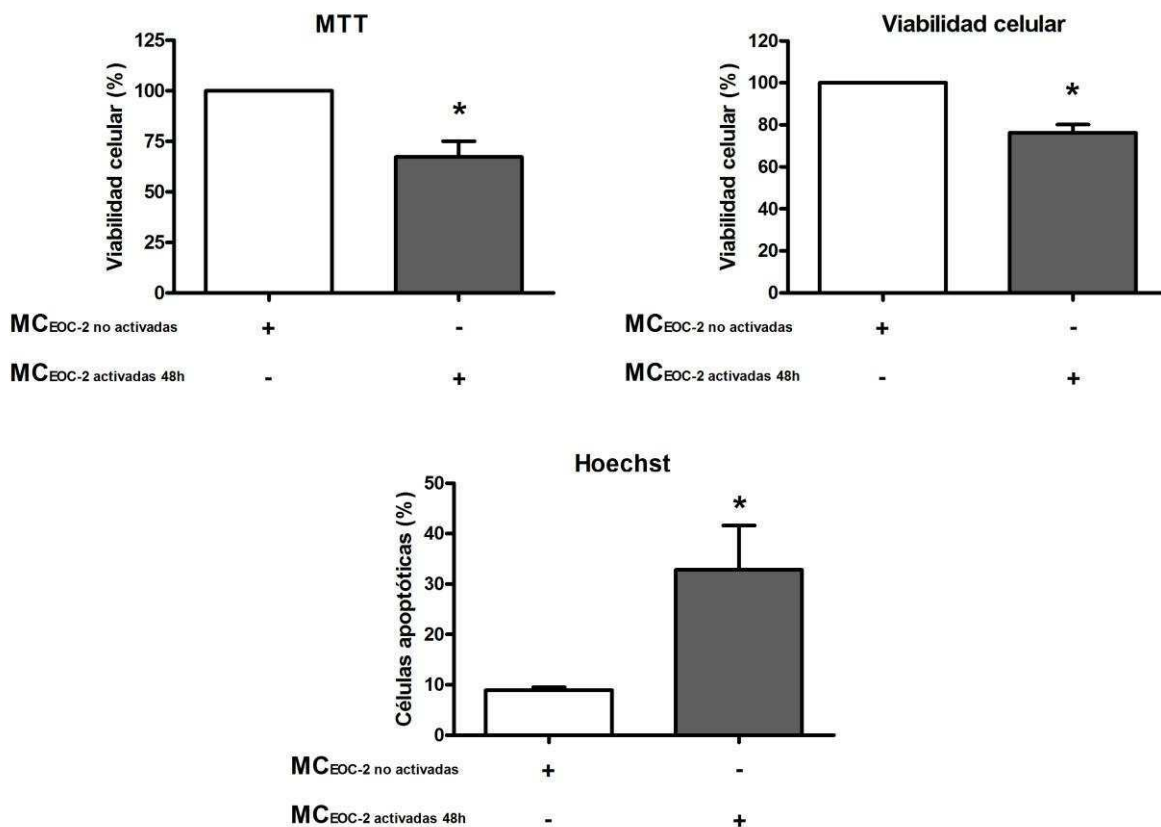 MTT
Viabilidad celular (%)
125
100
75
50
25
0
*
MCEOC-2 no activadas + -
MCEOC-2 activadas 48h - +
Viabilidad celular
Viabilidad celular (%)
120
100
80
60
40
20
0
*
MCEOC-2 no activadas + -
MCEOC-2 activadas 48h - +
Hoechst
Células apoptóticas (%)
50
40
30
20
10
0
*
MCEOC-2 no activadas + -
MCEOC-2 activadas 48h - +